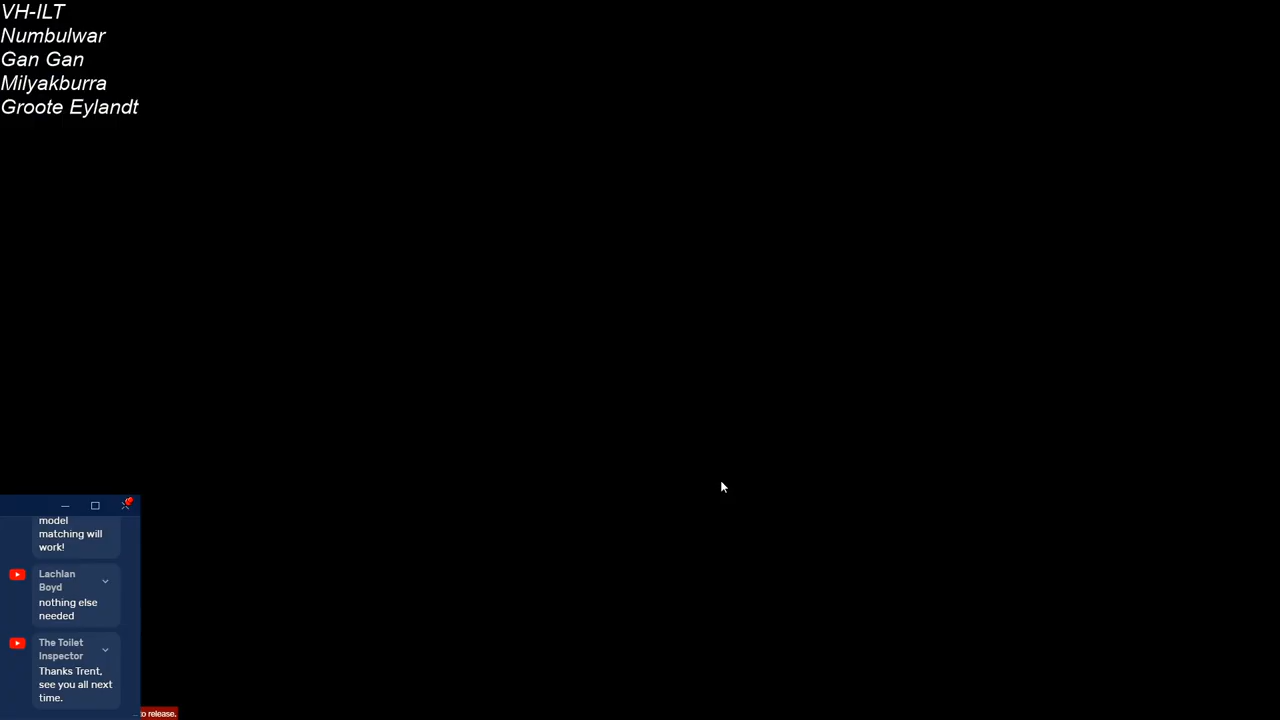 VH-ILT
Numbulwar
Gan Gan
Milyakburra
Groote Eylandt
model
matching will
work!
Lachlan
Boyd
nothing else
needed
The Toilet
Inspector
Thanks Trent,
see you all next
time.
to release.